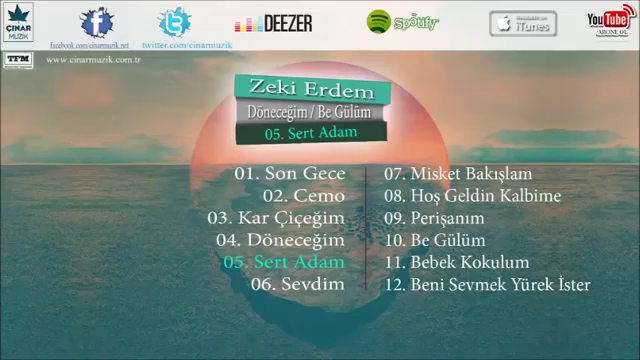 ÇINAR
MÜZİK
facebook.com/cinarmuzik.net
twitter.com/cinarmuzik
DEEZER
Spotify
Available on
iTunes
YouTube
ABONE OL
TFM
www.cinarmuzik.com.tr
Zeki Erdem
Döneceğim / Be Gülüm
05. Sert Adam
01. Son Gece
02. Cemo
03. Kar Çiçeğim
04. Döneceğim
05. Sert Adam
06. Sevdim
07. Misket Bakışlam
08. Hoş Geldin Kalbime
09. Perişanım
10. Be Gülüm
11. Bebek Kokulum
12. Beni Sevmek Yürek İster